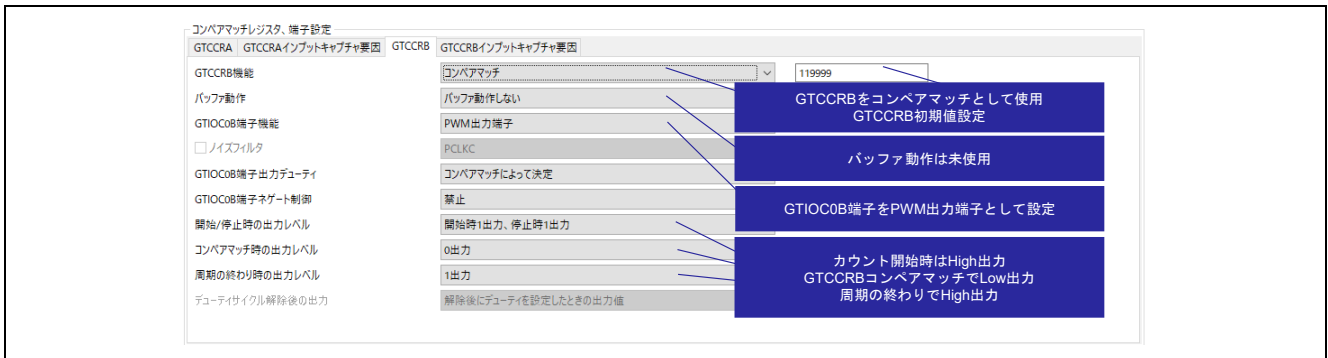 コンペアマッチレジスタ、端子設定
GTCCRA GTCCRAインプットキャプチャ要因 GTCCRB GTCCRBインプットキャプチャ要因
GTCCRB機能 コンペアマッチ 119999
バッファ動作 バッファ動作しない
GTIOC0B端子機能 PWM出力端子
ノイズフィルタ PCLKC
GTIOC0B端子出力デューティ コンペアマッチによって決定
GTIOC0B端子ネゲート制御 禁止
開始/停止時の出力レベル 開始時1出力、停止時1出力
コンペアマッチ時の出力レベル 0出力
周期の終わり時の出力レベル 1出力
デューティサイクル解除後の出力 解除後にデューティを設定したときの出力値
GTCCRBをコンペアマッチとして使用
GTCCRB初期値設定
バッファ動作は未使用
GTIOC0B端子をPWM出力端子として設定
カウント開始時はHigh出力
GTCCRBコンペアマッチでLow出力
周期の終わりでHigh出力